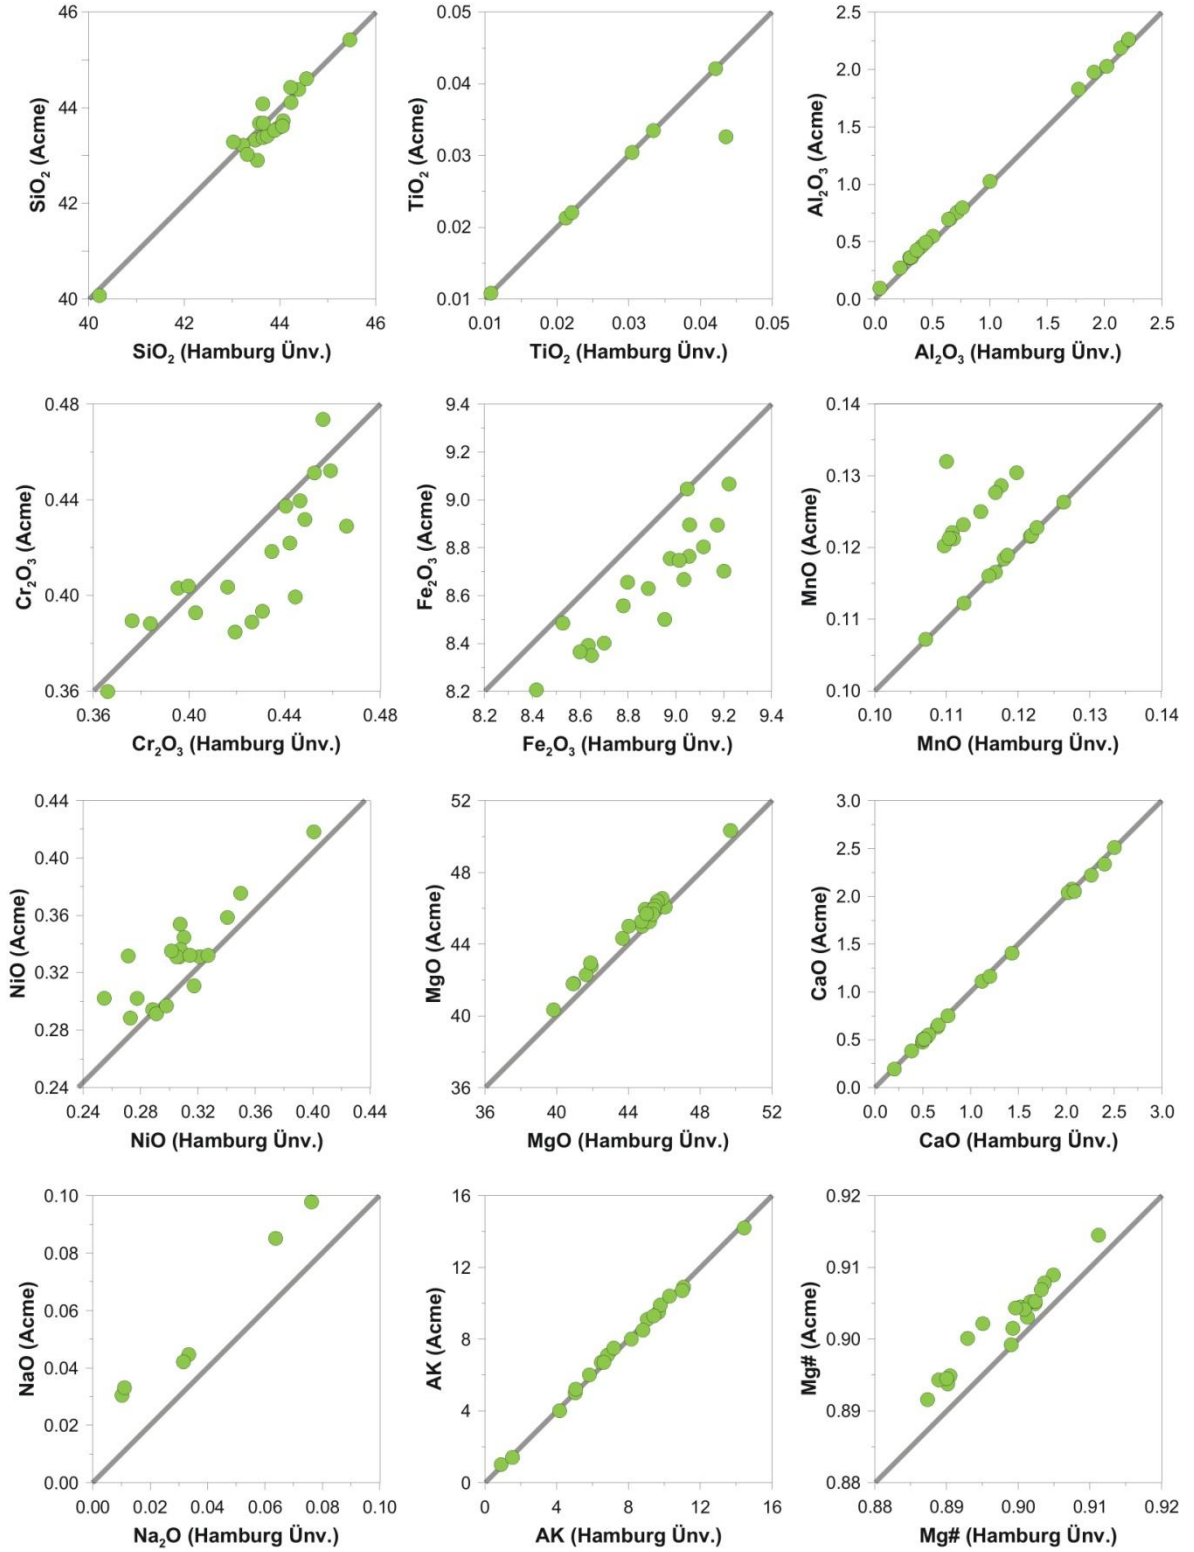 46
44
42
40
SiO₂ (Acme)
40 42 44 46
SiO₂ (Hamburg Ünv.)
0.05
0.04
0.03
0.02
0.01
TiO₂ (Acme)
0.01 0.02 0.03 0.04 0.05
TiO₂ (Hamburg Ünv.)
2.5
2.0
1.5
1.0
0.5
0.0
Al₂O₃ (Acme)
0.0 0.5 1.0 1.5 2.0 2.5
Al₂O₃ (Hamburg Ünv.)
0.48
0.44
0.40
0.36
Cr₂O₃ (Acme)
0.36 0.40 0.44 0.48
Cr₂O₃ (Hamburg Ünv.)
9.4
9.2
9.0
8.8
8.6
8.4
8.2
Fe₂O₃ (Acme)
8.2 8.4 8.6 8.8 9.0 9.2 9.4
Fe₂O₃ (Hamburg Ünv.)
0.14
0.13
0.12
0.11
0.10
MnO (Acme)
0.10 0.11 0.12 0.13 0.14
MnO (Hamburg Ünv.)
0.44
0.40
0.36
0.32
0.28
0.24
NiO (Acme)
0.24 0.28 0.32 0.36 0.40 0.44
NiO (Hamburg Ünv.)
52
48
44
40
36
MgO (Acme)
36 40 44 48 52
MgO (Hamburg Ünv.)
3.0
2.5
2.0
1.5
1.0
0.5
0.0
CaO (Acme)
0.0 0.5 1.0 1.5 2.0 2.5 3.0
CaO (Hamburg Ünv.)
0.10
0.08
0.06
0.04
0.02
0.00
NaO (Acme)
0.00 0.02 0.04 0.06 0.08 0.10
Na₂O (Hamburg Ünv.)
16
12
8
4
0
AK (Acme)
0 4 8 12 16
AK (Hamburg Ünv.)
0.92
0.91
0.90
0.89
0.88
Mg# (Acme)
0.88 0.89 0.90 0.91 0.92
Mg# (Hamburg Ünv.)